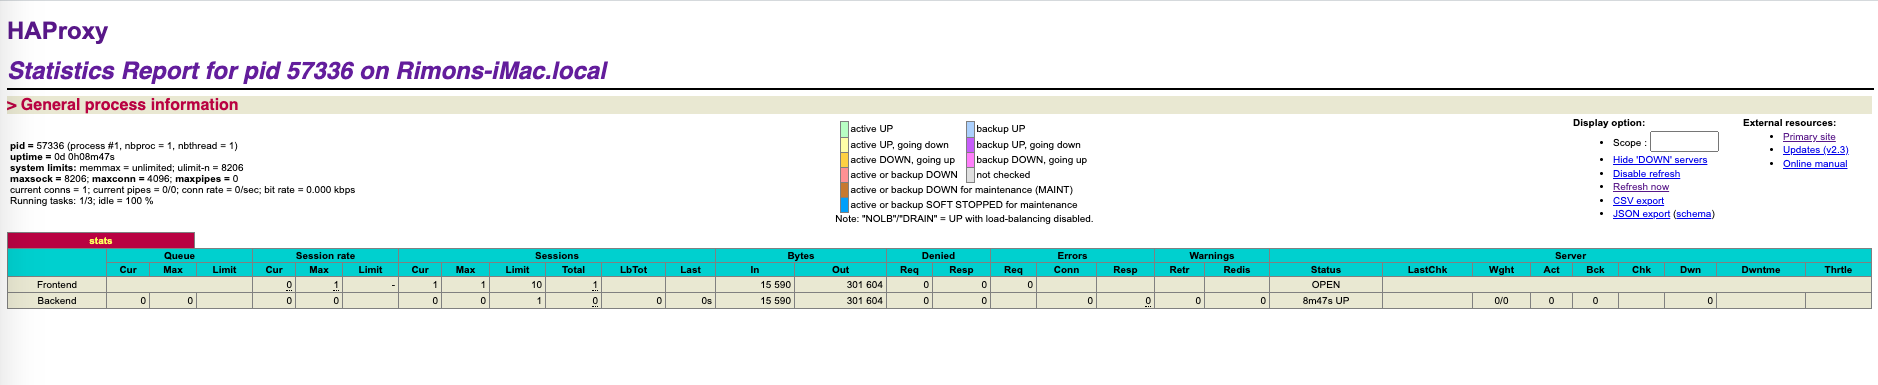 HAProxy
Statistics Report for pid 57336 on Rimons-iMac.local
> General process information
pid = 57336 (process #1, nbproc = 1, nbthread = 1)
uptime = 0d 0h08m47s
system limits: memmax = unlimited; ulimit-n = 8206
maxsock = 8206; maxconn = 4096; maxpipes = 0
current conns = 1; current pipes = 0/0; conn rate = 0/sec; bit rate = 0.000 kbps
Running tasks: 1/3; idle = 100 %
active UP backup UP
active UP, going down backup UP, going down
active DOWN, going up backup DOWN, going up
active or backup DOWN not checked
active or backup DOWN for maintenance (MAINT)
active or backup SOFT STOPPED for maintenance
Note: "NOLB"/"DRAIN" = UP with load-balancing disabled.
Display option:
• Scope :
• Hide 'DOWN' servers
• Disable refresh
• Refresh now
• CSV export
• JSON export (schema)
External resources:
• Primary site
• Updates (v2.3)
• Online manual
stats
Queue Session rate Sessions Bytes Denied Errors Warnings Server
Cur Max Limit Cur Max Limit Cur Max Limit Total LbTot Last In Out Req Resp Req Conn Resp Retr Redis Status LastChk Wght Act Bck Chk Dwn Dwntme Thrtle
Frontend 0 1 - 1 1 10 1 15 590 301 604 0 0 0 OPEN
Backend 0 0 0 0 0 0 1 0 0 0s 15 590 301 604 0 0 0 0 0 0 8m47s UP 0/0 0 0 0